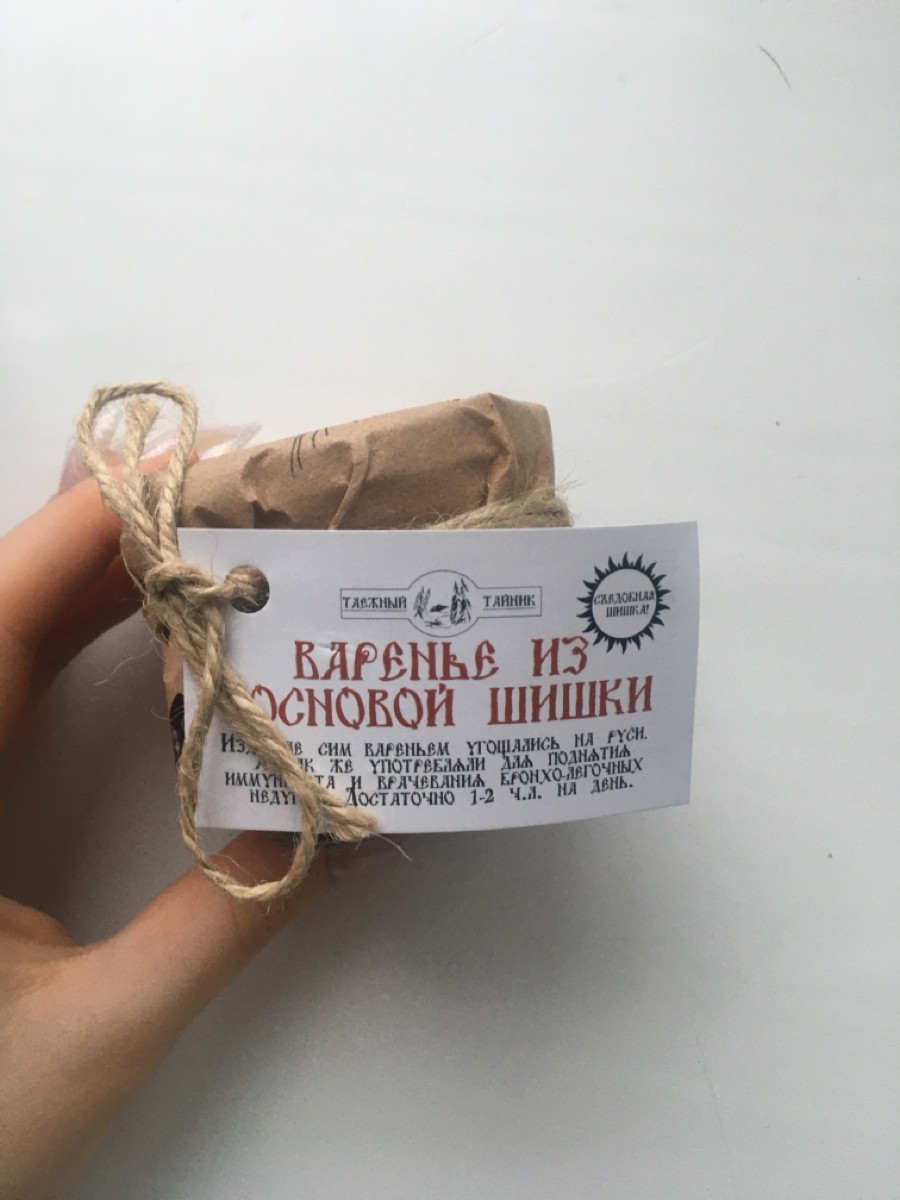 ТАЕЖНЫЙ ТАЙНИК
СЪЕДОБНАЯ
ШИШКА!
ВАРЕНЬЕ ИЗ
ОСНОВОЙ ШИШКИ
СИМ ВАРЕНЬЕМ УГОЩАЛИСЬ НА РУСИ.
ЖЕ УПОТРЕБЛЯЛИ ДЛЯ ПОДНЯТИЯ
И ВРАЧЕВАНИЯ БРОНХО-ЛЕГОЧНЫХ
ДОСТАТОЧНО 1-2 Ч.Л. НА ДЕНЬ.